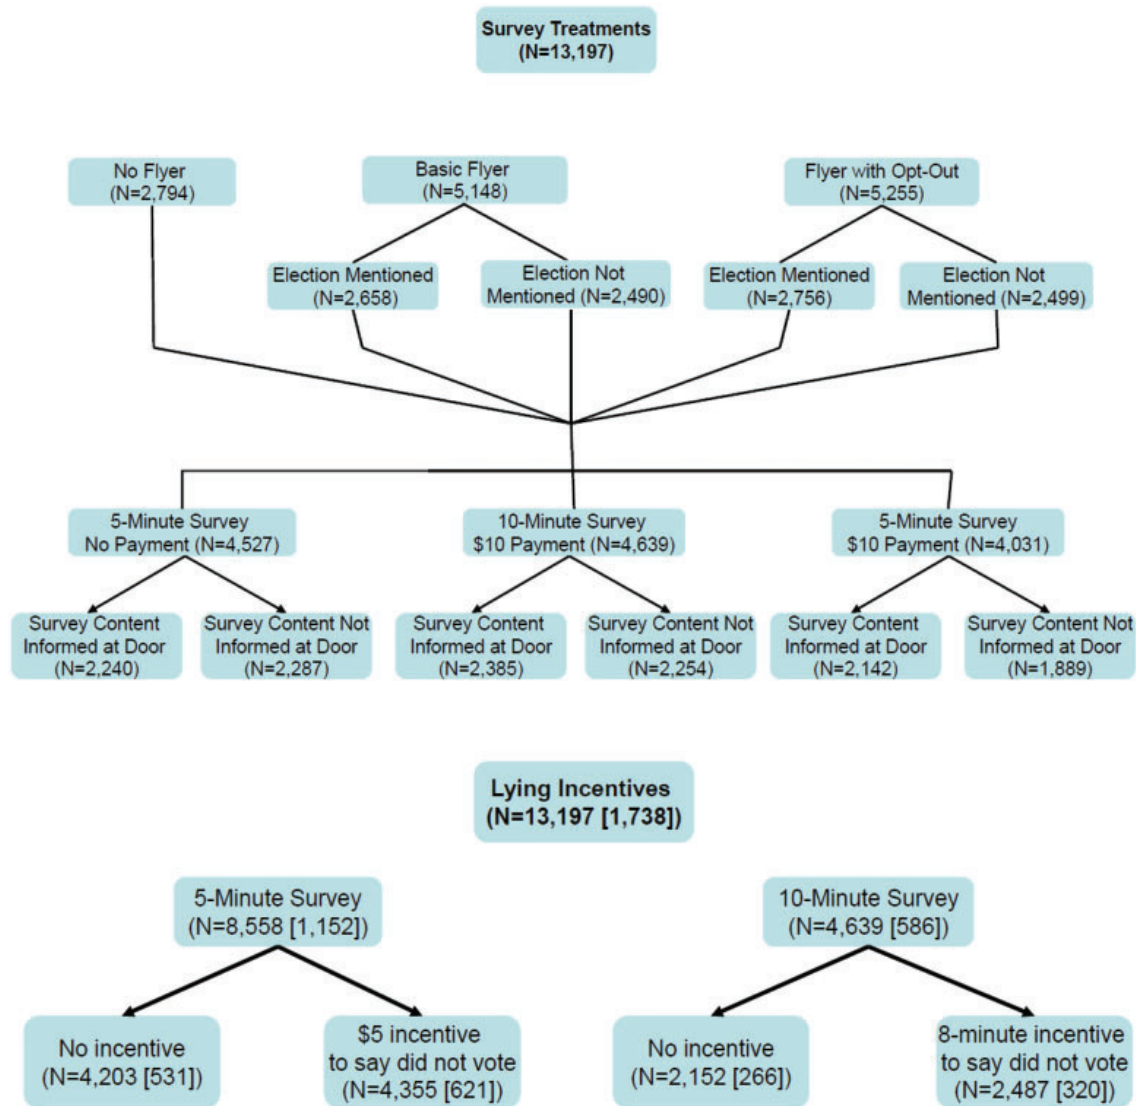 Survey Treatments
(N=13,197)
No Flyer
(N=2,794)
Basic Flyer
(N=5,148)
Flyer with Opt-Out
(N=5,255)
Election Mentioned
(N=2,658)
Election Not
Mentioned (N=2,490)
Election Mentioned
(N=2,756)
Election Not
Mentioned (N=2,499)
5-Minute Survey
No Payment (N=4,527)
10-Minute Survey
$10 Payment (N=4,639)
5-Minute Survey
$10 Payment (N=4,031)
Survey Content
Informed at Door
(N=2,240)
Survey Content Not
Informed at Door
(N=2,287)
Survey Content
Informed at Door
(N=2,385)
Survey Content Not
Informed at Door
(N=2,254)
Survey Content
Informed at Door
(N=2,142)
Survey Content Not
Informed at Door
(N=1,889)
Lying Incentives
(N=13,197 [1,738])
5-Minute Survey
(N=8,558 [1,152])
10-Minute Survey
(N=4,639 [586])
No incentive
(N=4,203 [531])
$5 incentive
to say did not vote
(N=4,355 [621])
No incentive
(N=2,152 [266])
8-minute incentive
to say did not vote
(N=2,487 [320])